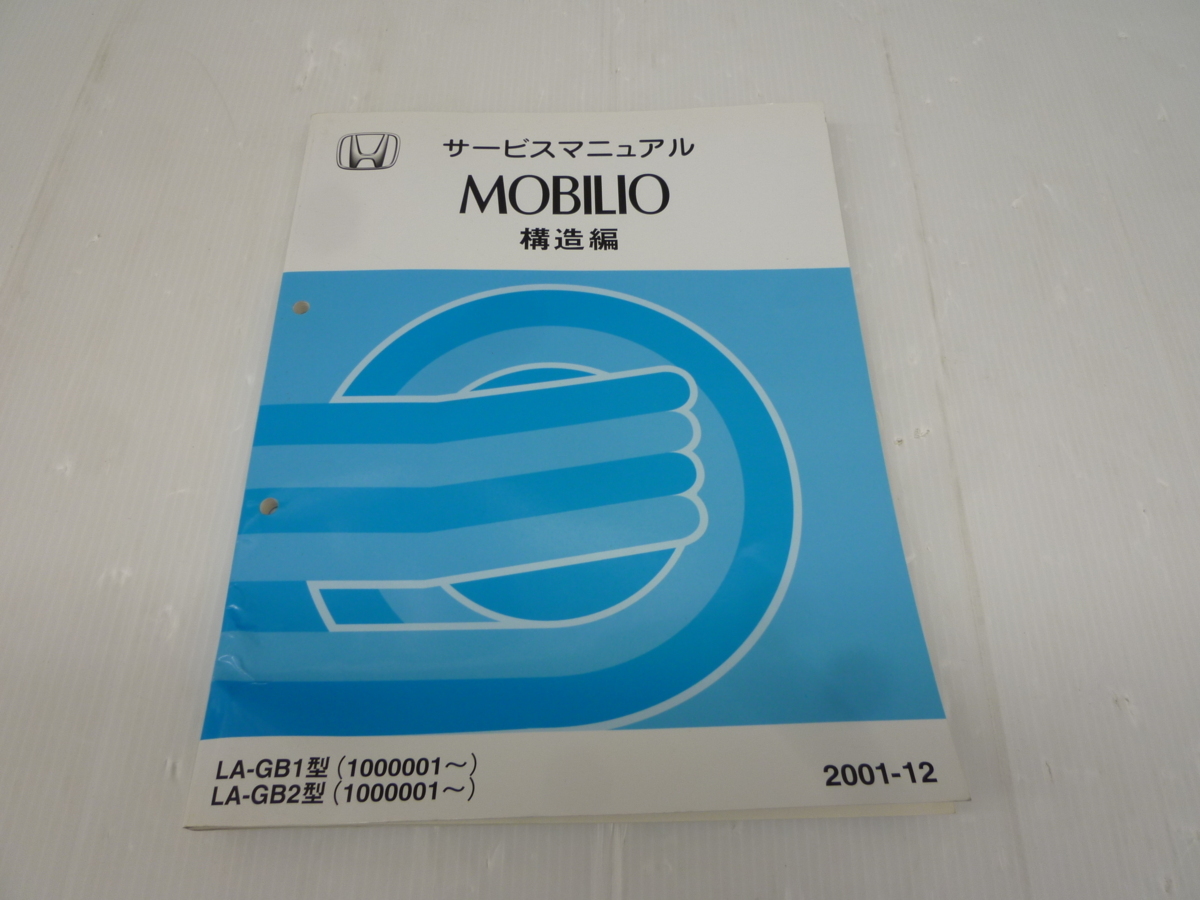 サービスマニュアル
MOBILIO
構造編
LA-GB1型(1000001～)
LA-GB2型(1000001～)
2001-12